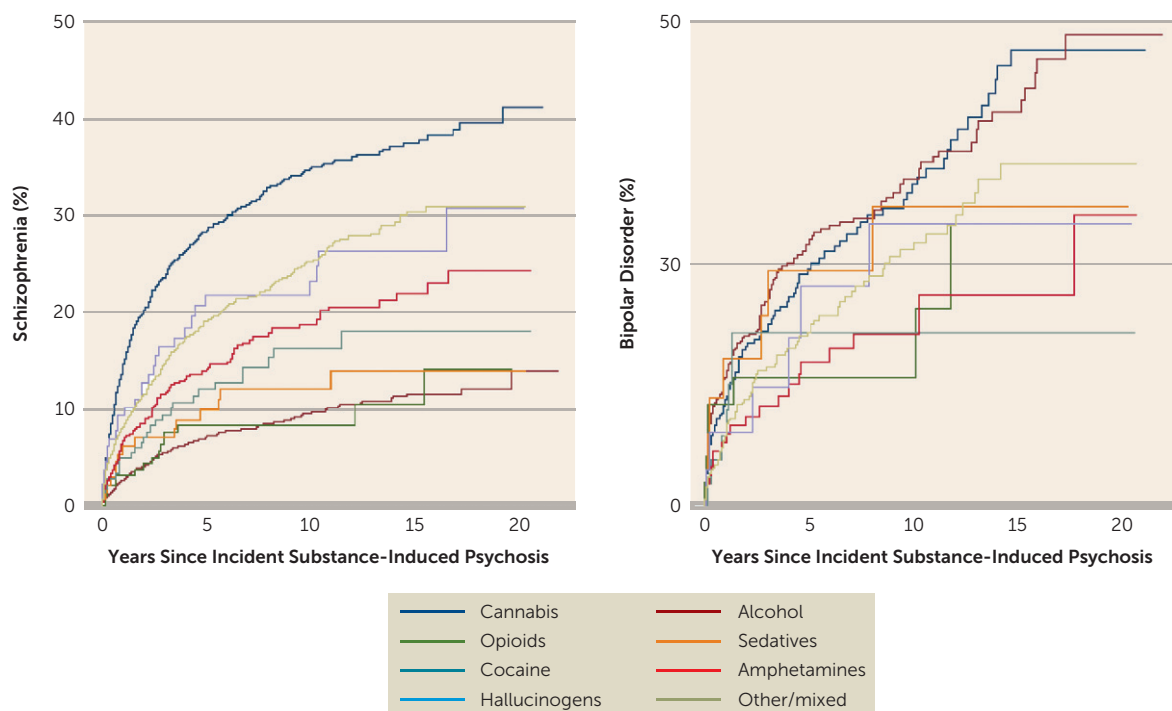 50
40
30
20
10
0
Schizophrenia (%)
0 5 10 15 20
Years Since Incident Substance-Induced Psychosis
50
30
0
Bipolar Disorder (%)
0 5 10 15 20
Years Since Incident Substance-Induced Psychosis
Cannabis
Opioids
Cocaine
Hallucinogens
Alcohol
Sedatives
Amphetamines
Other/mixed